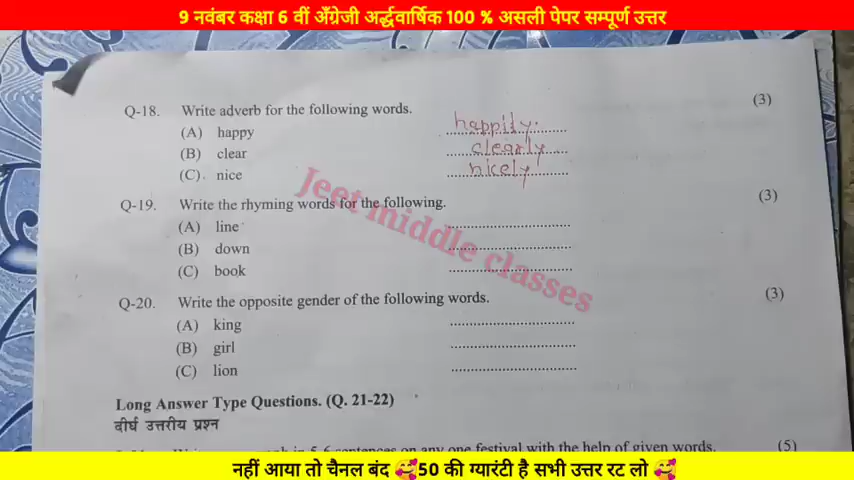 9 नवंबर कक्षा 6 वीं अँग्रेजी अर्द्धवार्षिक 100 % असली पेपर सम्पूर्ण उत्तर
Q-18. Write adverb for the following words. (3)
(A) happy happily.
(B) clear clearly
(C) nice nicely
Jeet middle classes
Q-19. Write the rhyming words for the following. (3)
(A) line
(B) down
(C) book
Q-20. Write the opposite gender of the following words. (3)
(A) king
(B) girl
(C) lion
Long Answer Type Questions. (Q. 21-22)
दीर्घ उत्तरीय प्रश्न
in 5-6 sentences on any one festival with the help of given words. (5)
नहीं आया तो चैनल बंद 🥰50 की ग्यारंटी है सभी उत्तर रट लो 🥰